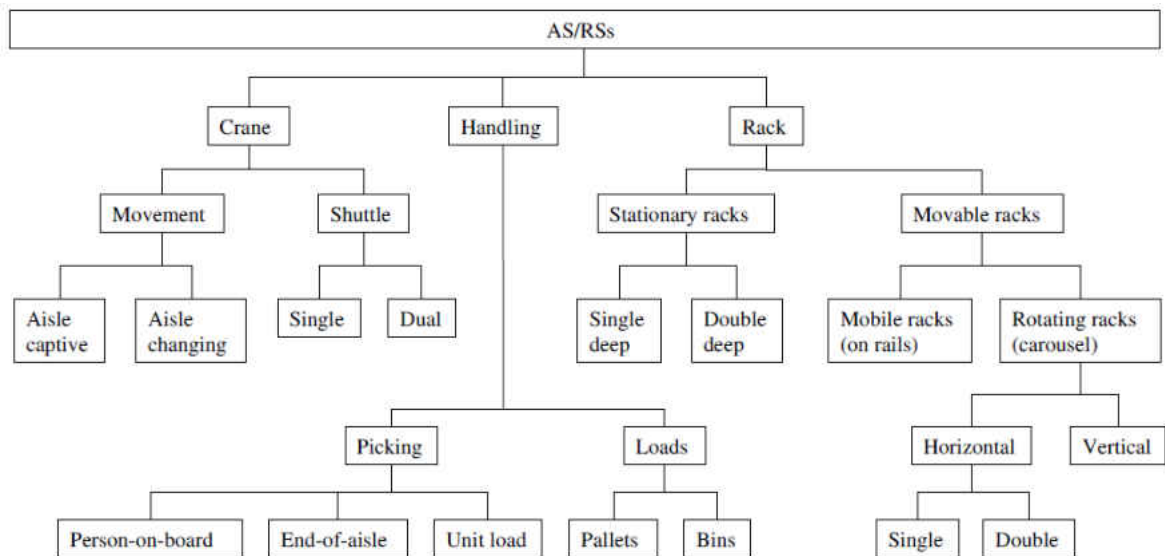 AS/RSs
Crane
Handling
Rack
Movement
Shuttle
Stationary racks
Movable racks
Aisle
captive
Aisle
changing
Single
Dual
Single
deep
Double
deep
Mobile racks
(on rails)
Rotating racks
(carousel)
Picking
Loads
Horizontal
Vertical
Person-on-board
End-of-aisle
Unit load
Pallets
Bins
Single
Double